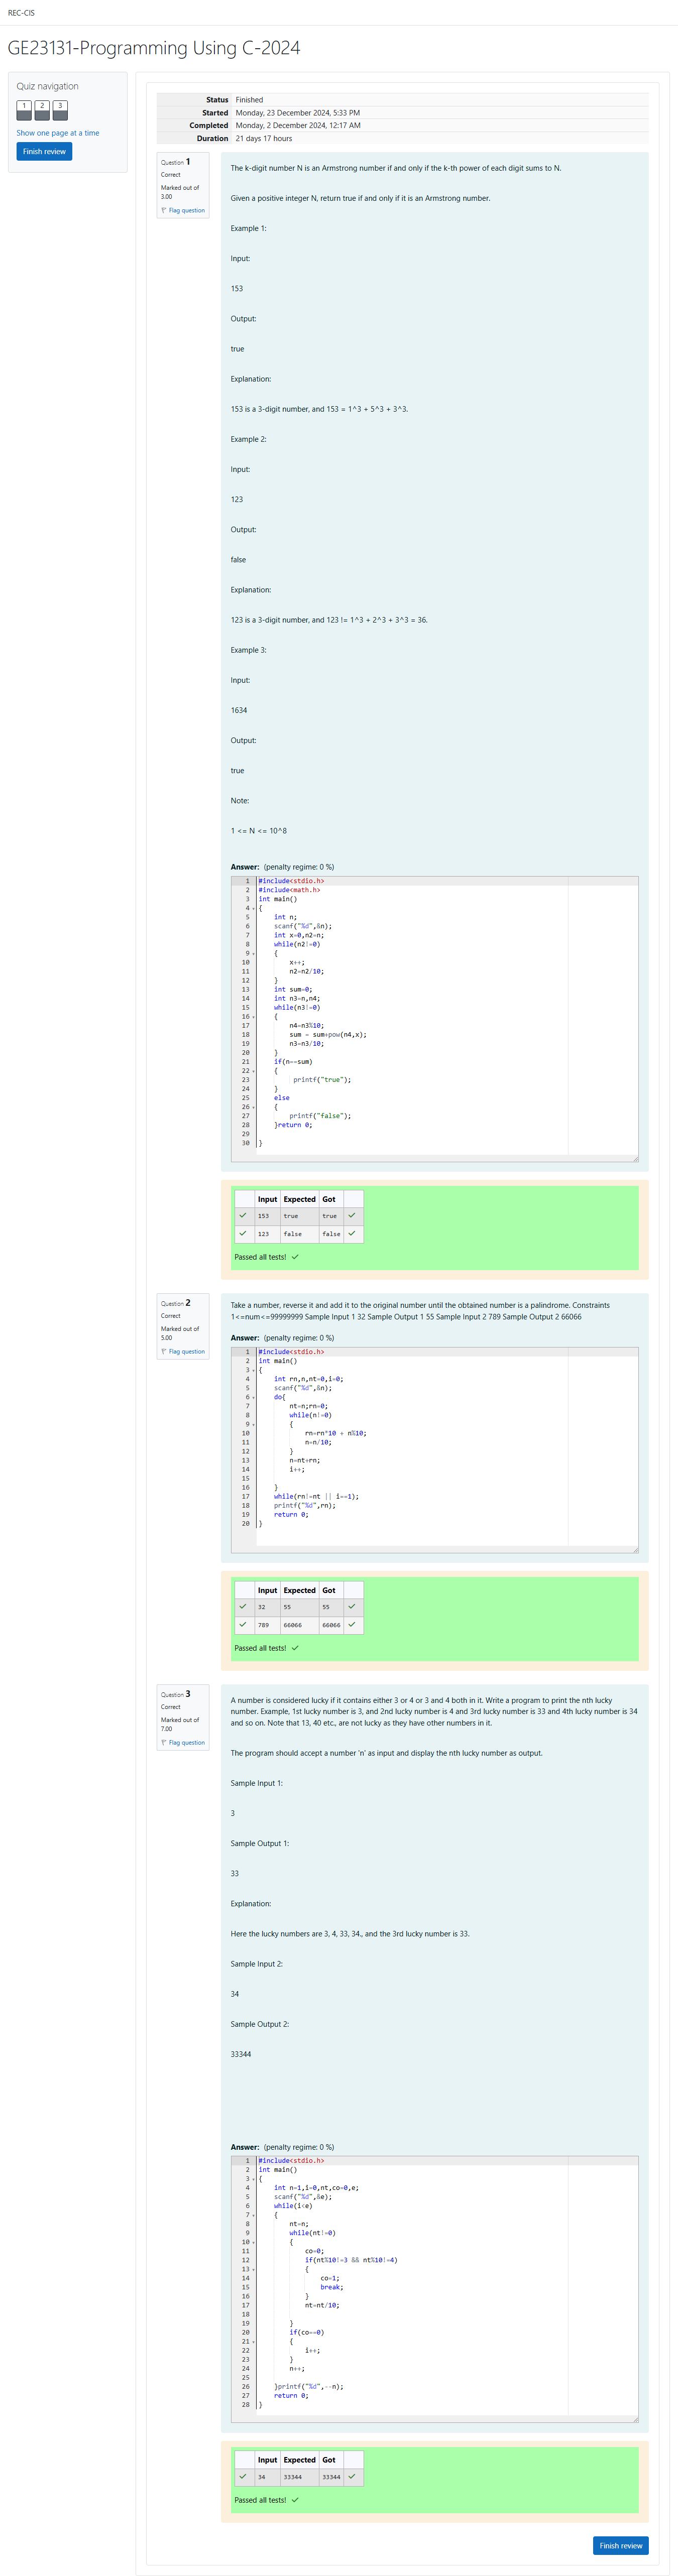 REC-CIS
GE23131-Programming Using C-2024
Quiz navigation
1 2 3
Show one page at a time
Finish review
Status Finished
Started Monday, 23 December 2024, 5:33 PM
Completed Monday, 2 December 2024, 12:17 AM
Duration 21 days 17 hours
Question 1
Correct
Marked out of
3.00
Flag question
The k-digit number N is an Armstrong number if and only if the k-th power of each digit sums to N.
Given a positive integer N, return true if and only if it is an Armstrong number.
Example 1:
Input:
153
Output:
true
Explanation:
153 is a 3-digit number, and 153 = 1^3 + 5^3 + 3^3.
Example 2:
Input:
123
Output:
false
Explanation:
123 is a 3-digit number, and 123 != 1^3 + 2^3 + 3^3 = 36.
Example 3:
Input:
1634
Output:
true
Note:
1 <= N <= 10^8
Answer: (penalty regime: 0 %)
1 #include<stdio.h>
2 #include<math.h>
3 int main()
4 {
5 int n;
6 scanf("%d",&n);
7 int x=0,n2=n;
8 while(n2!=0)
9 {
10 x++;
11 n2=n2/10;
12 }
13 int sum=0;
14 int n3=n,n4;
15 while(n3!=0)
16 {
17 n4=n3%10;
18 sum = sum+pow(n4,x);
19 n3=n3/10;
20 }
21 if(n==sum)
22 {
23 printf("true");
24 }
25 else
26 {
27 printf("false");
28 }return 0;
29
30 }
Input Expected Got
153 true true
123 false false
Passed all tests!
Question 2
Correct
Marked out of
5.00
Flag question
Take a number, reverse it and add it to the original number until the obtained number is a palindrome. Constraints
1<=num<=99999999 Sample Input 1 32 Sample Output 1 55 Sample Input 2 789 Sample Output 2 66066
Answer: (penalty regime: 0 %)
1 #include<stdio.h>
2 int main()
3 {
4 int rn,n,nt=0,i=0;
5 scanf("%d",&n);
6 do{
7 nt=n;rn=0;
8 while(n!=0)
9 {
10 rn=rn*10 + n%10;
11 n=n/10;
12 }
13 n=nt+rn;
14 i++;
15
16 }
17 while(rn!=nt || i==1);
18 printf("%d",rn);
19 return 0;
20 }
Input Expected Got
32 55 55
789 66066 66066
Passed all tests!
Question 3
Correct
Marked out of
7.00
Flag question
A number is considered lucky if it contains either 3 or 4 or 3 and 4 both in it. Write a program to print the nth lucky
number. Example, 1st lucky number is 3, and 2nd lucky number is 4 and 3rd lucky number is 33 and 4th lucky number is 34
and so on. Note that 13, 40 etc., are not lucky as they have other numbers in it.
The program should accept a number 'n' as input and display the nth lucky number as output.
Sample Input 1:
3
Sample Output 1:
33
Explanation:
Here the lucky numbers are 3, 4, 33, 34., and the 3rd lucky number is 33.
Sample Input 2:
34
Sample Output 2:
33344
Answer: (penalty regime: 0 %)
1 #include<stdio.h>
2 int main()
3 {
4 int n=1,i=0,nt,co=0,e;
5 scanf("%d",&e);
6 while(i<e)
7 {
8 nt=n;
9 while(nt!=0)
10 {
11 co=0;
12 if(nt%10!=3 && nt%10!=4)
13 {
14 co=1;
15 break;
16 }
17 nt=nt/10;
18
19 }
20 if(co==0)
21 {
22 i++;
23 }
24 n++;
25
26 }printf("%d",--n);
27 return 0;
28 }
Input Expected Got
34 33344 33344
Passed all tests!
Finish review